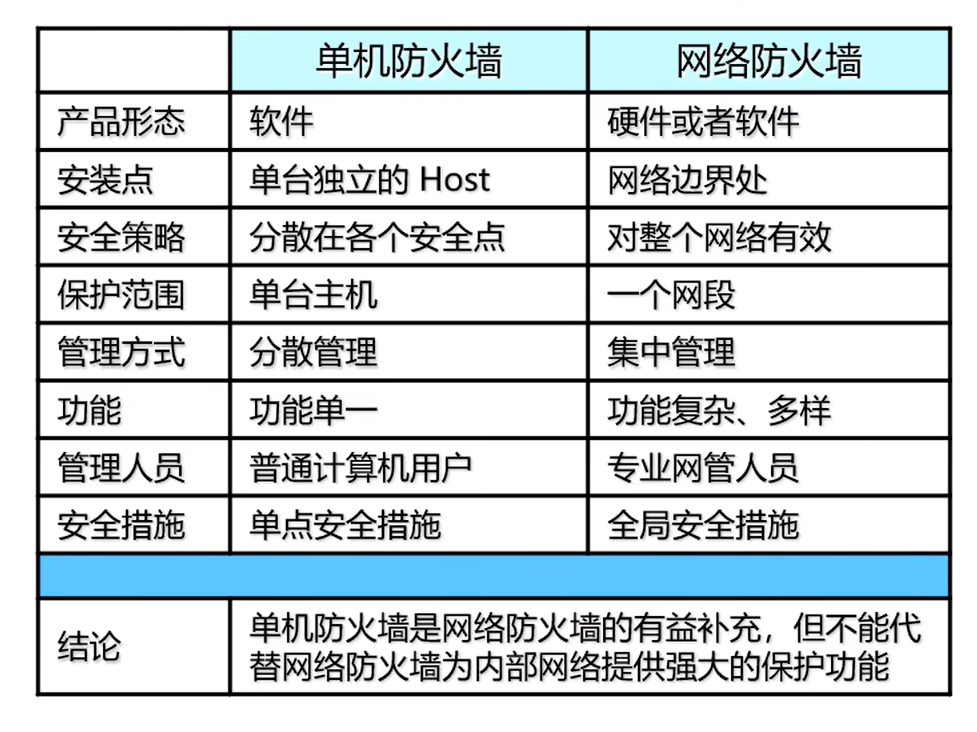 单机防火墙 网络防火墙
产品形态 软件 硬件或者软件
安装点 单台独立的 Host 网络边界处
安全策略 分散在各个安全点 对整个网络有效
保护范围 单台主机 一个网段
管理方式 分散管理 集中管理
功能 功能单一 功能复杂、多样
管理人员 普通计算机用户 专业网管人员
安全措施 单点安全措施 全局安全措施
结论 单机防火墙是网络防火墙的有益补充，但不能代
替网络防火墙为内部网络提供强大的保护功能